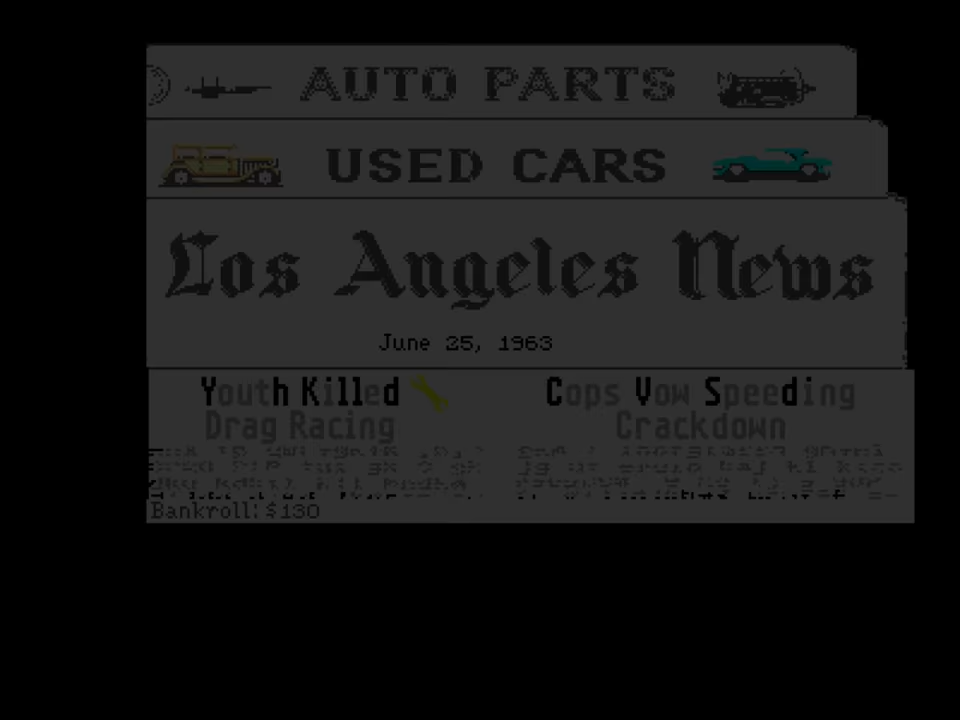 AUTO PARTS
USED CARS
Los Angeles News
June 25, 1963
Youth Killed
Drag Racing
Cops Vow Speeding
Crackdown
Bankroll: $130